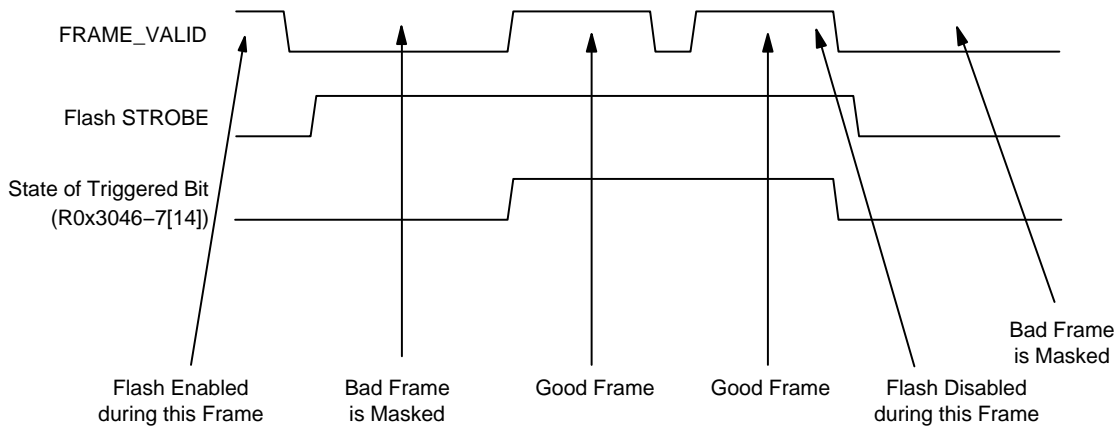 FRAME_VALID
Flash STROBE
State of Triggered Bit
(R0x3046−7[14])
Bad Frame
is Masked
Flash Enabled
during this Frame
Bad Frame
is Masked
Good Frame
Good Frame
Flash Disabled
during this Frame